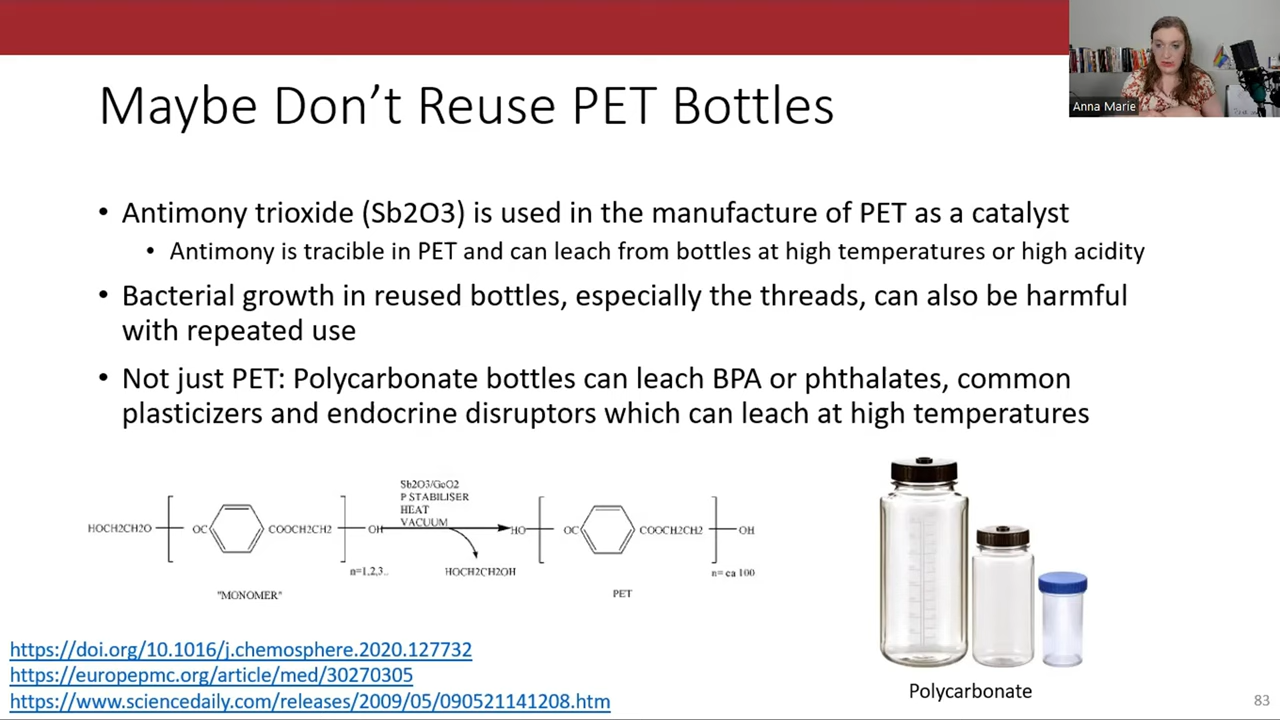 Anna Marie
Maybe Don't Reuse PET Bottles
• Antimony trioxide (Sb2O3) is used in the manufacture of PET as a catalyst
• Antimony is tracible in PET and can leach from bottles at high temperatures or high acidity
• Bacterial growth in reused bottles, especially the threads, can also be harmful
with repeated use
• Not just PET: Polycarbonate bottles can leach BPA or phthalates, common
plasticizers and endocrine disruptors which can leach at high temperatures
Sb2O3/GeO2
P STABILISER
HEAT
VACUUM
HOCH2CH2O OC COOCH2CH2 OH HO OC COOCH2CH2 OH
n=1,2,3.. HOCH2CH2OH n= ca 100
"MONOMER" PET
https://doi.org/10.1016/j.chemosphere.2020.127732
https://europepmc.org/article/med/30270305
https://www.sciencedaily.com/releases/2009/05/090521141208.htm
Polycarbonate
83